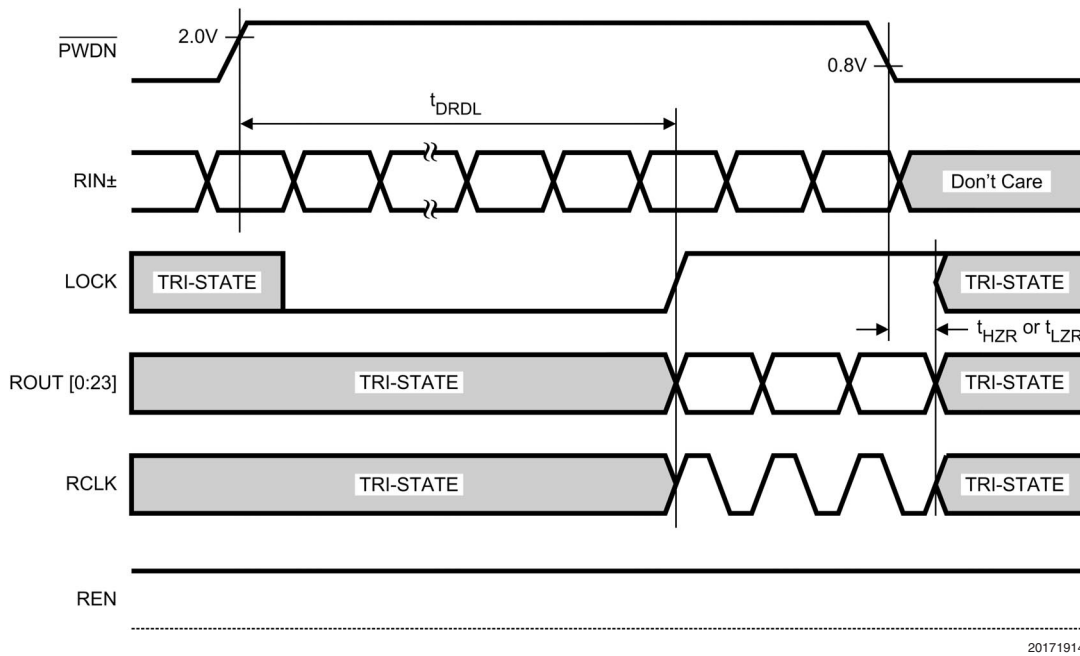 PWDN
2.0V
0.8V
tDRDL
RIN±
Don't Care
LOCK
TRI-STATE
TRI-STATE
tHZR or tLZR
ROUT [0:23]
TRI-STATE
TRI-STATE
RCLK
TRI-STATE
TRI-STATE
REN
20171914